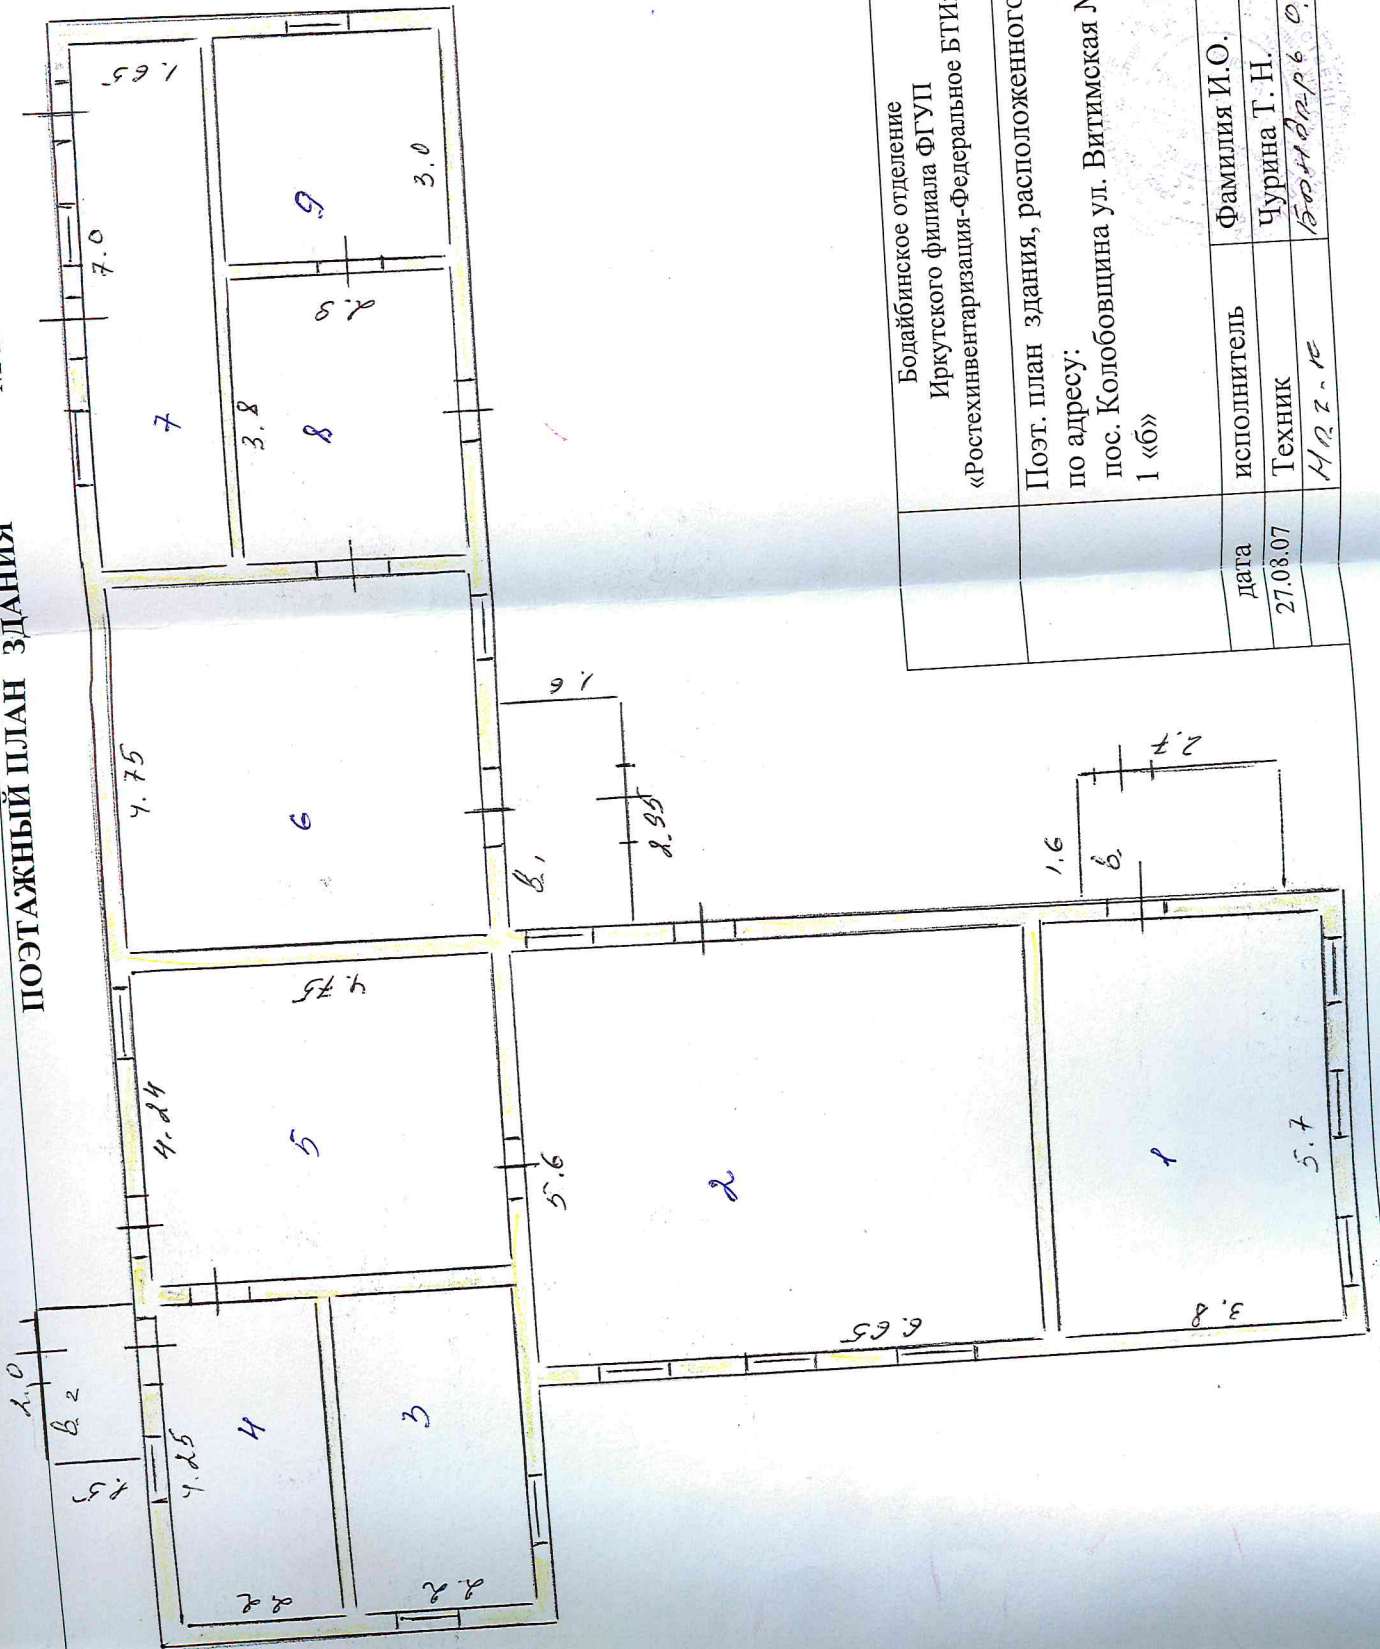 ПОЭТАЖНЫЙ ПЛАН ЗДАНИЯ
2.0
В 2
1.5
4.25
4
2.2
3
2.2
4.24
5
4.75
4.75
6
7.0
1.65
7
3.8
8
2.9
9
3.0
В 1
1.6
2.95
5.6
2
6.65
1.6
В
2.7
1
3.8
5.7
Бодайбинское отделение
Иркутского филиала ФГУП
«Ростехинвентаризация-Федеральное БТИ
Поэт. план здания, расположенного
по адресу:
пос. Колобовщина ул. Витимская
1 «б»
дата исполнитель Фамилия И.О.
27.08.07 Техник Чурина Т. Н.